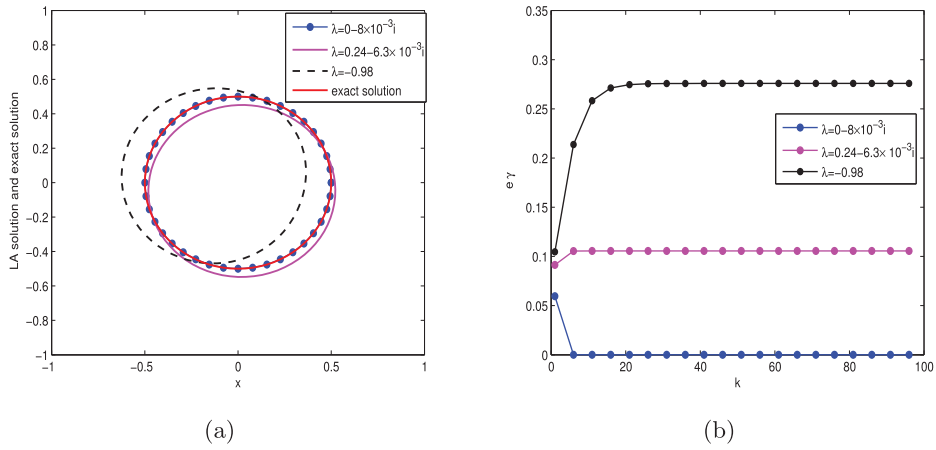 1
0.8
0.6
0.4
0.2
0
−0.2
−0.4
−0.6
−0.8
−1
−1
−0.5
0
0.5
1
x
LA solution and exact solution
λ=0−8×10⁻³i
λ=0.24−6.3× 10⁻³i
λ=−0.98
exact solution
(a)
0.35
0.3
0.25
0.2
0.15
0.1
0.05
0
0
20
40
60
80
100
k
e γ
λ=0−8×10⁻³i
λ=0.24−6.3× 10⁻³i
λ=−0.98
(b)